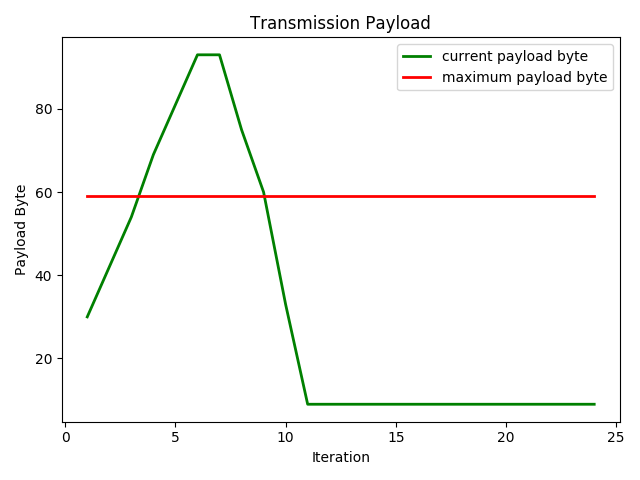 Transmission Payload
current payload byte
maximum payload byte
Payload Byte
80
60
40
20
0 5 10 15 20 25
Iteration